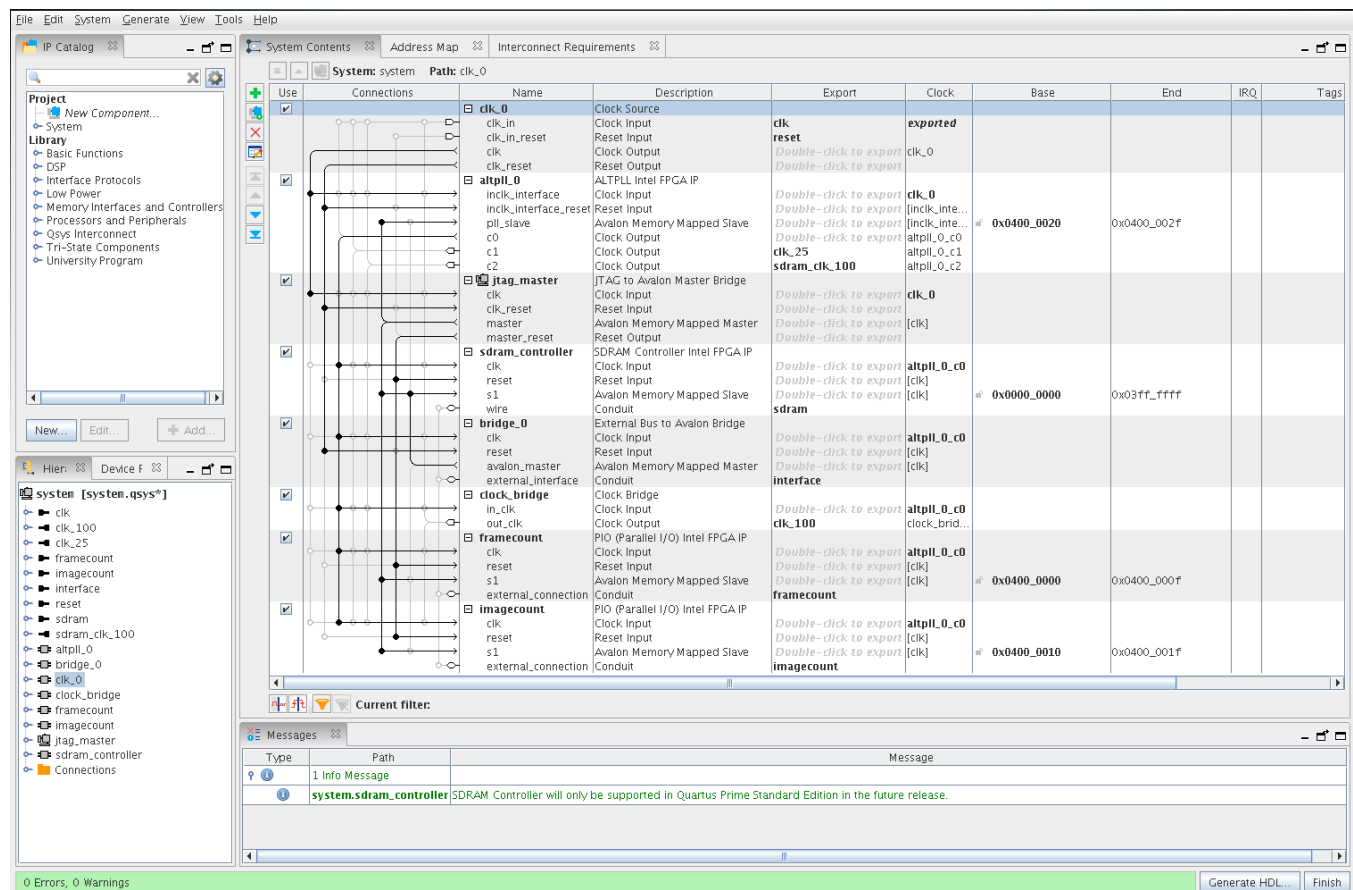 File Edit System Generate View Tools Help
IP Catalog
Project
New Component...
System
Library
Basic Functions
DSP
Interface Protocols
Low Power
Memory Interfaces and Controllers
Processors and Peripherals
Qsys Interconnect
Tri-State Components
University Program
New... Edit... Add...
Hier: Device F
system [system.qsys*]
clk
clk_100
clk_25
framecount
imagecount
interface
reset
sdram
sdram_clk_100
altpll_0
bridge_0
clk_0
clock_bridge
framecount
imagecount
jtag_master
sdram_controller
Connections
System Contents Address Map Interconnect Requirements
System: system Path: clk_0
Use Connections Name Description Export Clock Base End IRQ Tags
clk_0 Clock Source
clk_in Clock Input clk exported
clk_in_reset Reset Input reset
clk Clock Output Double-click to export clk_0
clk_reset Reset Output Double-click to export
altpll_0 ALTPLL Intel FPGA IP
inclk_interface Clock Input Double-click to export clk_0
inclk_interface_reset Reset Input Double-click to export [inclk_inte...
pll_slave Avalon Memory Mapped Slave Double-click to export [inclk_inte... 0x0400_0020 0x0400_002f
c0 Clock Output Double-click to export altpll_0_c0
c1 Clock Output clk_25 altpll_0_c1
c2 Clock Output sdram_clk_100 altpll_0_c2
jtag_master JTAG to Avalon Master Bridge
clk Clock Input Double-click to export clk_0
clk_reset Reset Input Double-click to export
master Avalon Memory Mapped Master Double-click to export [clk]
master_reset Reset Output Double-click to export
sdram_controller SDRAM Controller Intel FPGA IP
clk Clock Input Double-click to export altpll_0_c0
reset Reset Input Double-click to export [clk]
s1 Avalon Memory Mapped Slave Double-click to export [clk] 0x0000_0000 0x03ff_ffff
wire Conduit sdram
bridge_0 External Bus to Avalon Bridge
clk Clock Input Double-click to export altpll_0_c0
reset Reset Input Double-click to export [clk]
avalon_master Avalon Memory Mapped Master Double-click to export [clk]
external_interface Conduit interface
clock_bridge Clock Bridge
in_clk Clock Input Double-click to export altpll_0_c0
out_clk Clock Output clk_100 clock_brid...
framecount PIO (Parallel I/O) Intel FPGA IP
clk Clock Input Double-click to export altpll_0_c0
reset Reset Input Double-click to export [clk]
s1 Avalon Memory Mapped Slave Double-click to export [clk] 0x0400_0000 0x0400_000f
external_connection Conduit framecount
imagecount PIO (Parallel I/O) Intel FPGA IP
clk Clock Input Double-click to export altpll_0_c0
reset Reset Input Double-click to export [clk]
s1 Avalon Memory Mapped Slave Double-click to export [clk] 0x0400_0010 0x0400_001f
external_connection Conduit imagecount
Current filter:
Messages
Type Path Message
1 Info Message
system.sdram_controller SDRAM Controller will only be supported in Quartus Prime Standard Edition in the future release.
0 Errors, 0 Warnings
Generate HDL... Finish